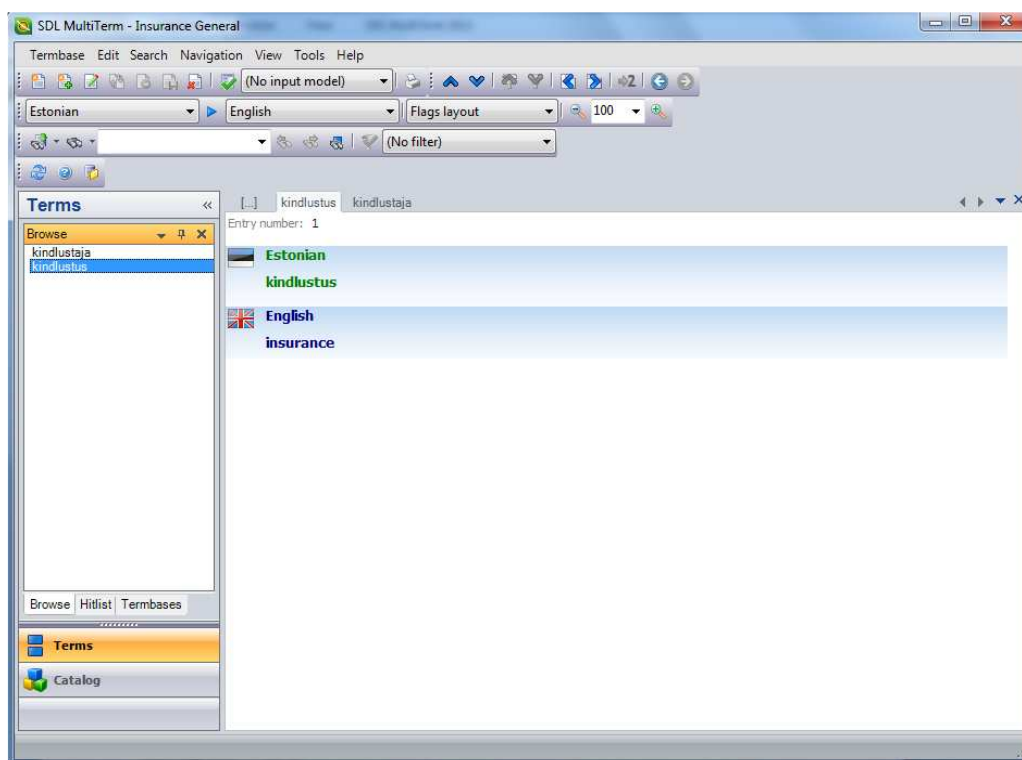 SDL MultiTerm - Insurance General
Termbase Edit Search Navigation View Tools Help
(No input model)
Estonian English Flags layout 100
(No filter)
Terms
Browse
kindlustaja
kindlustus
Browse Hitlist Termbases
Terms
Catalog
[...] kindlustus kindlustaja
Entry number: 1
Estonian
kindlustus
English
insurance